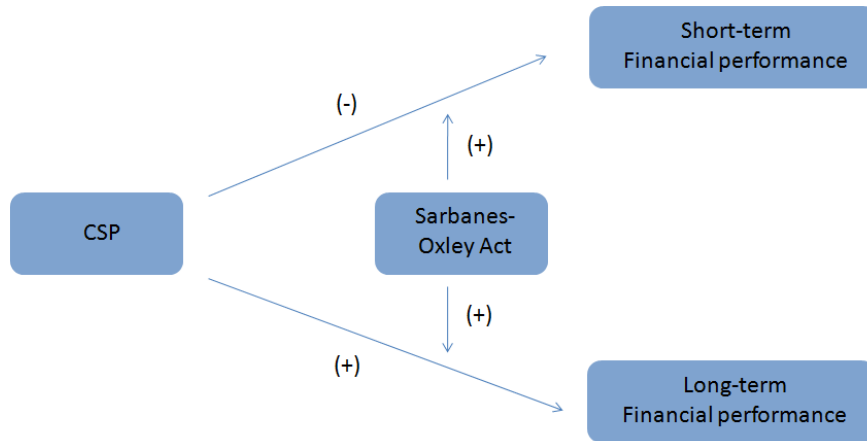 Short-term
Financial performance
(-)
(+)
CSP
Sarbanes-
Oxley Act
(+)
(+)
Long-term
Financial performance